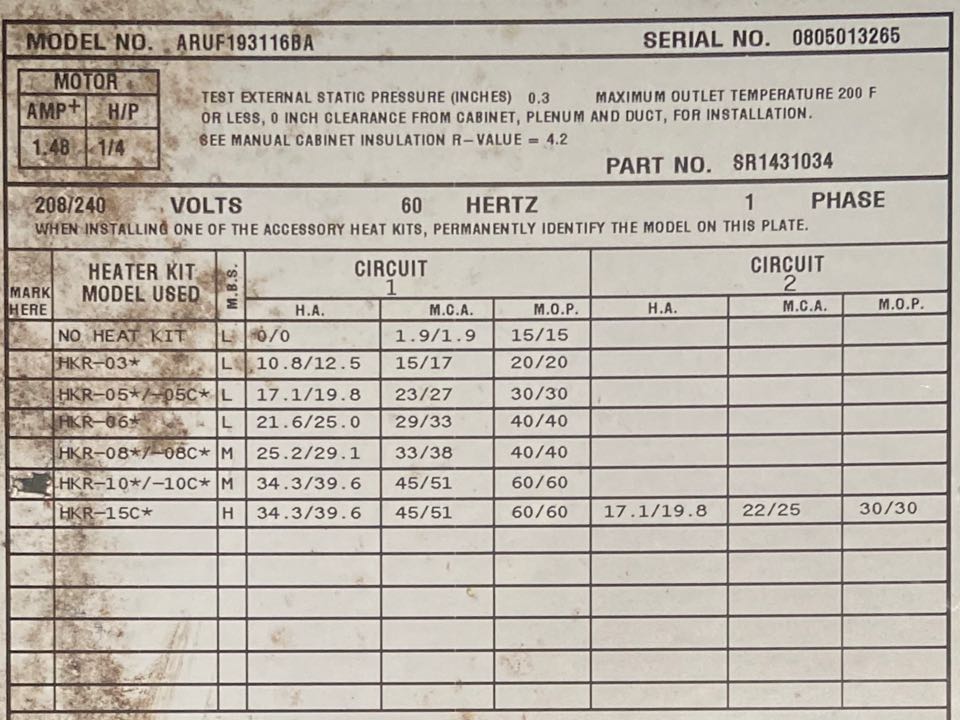 MODEL NO. ARUF193116BA SERIAL NO. 0805013265
MOTOR
AMP+ H/P
1.48 1/4
TEST EXTERNAL STATIC PRESSURE (INCHES) 0.3 MAXIMUM OUTLET TEMPERATURE 200 F
OR LESS, 0 INCH CLEARANCE FROM CABINET, PLENUM AND DUCT, FOR INSTALLATION.
SEE MANUAL CABINET INSULATION R-VALUE = 4.2
PART NO. SR1431034
208/240 VOLTS 60 HERTZ 1 PHASE
WHEN INSTALLING ONE OF THE ACCESSORY HEAT KITS, PERMANENTLY IDENTIFY THE MODEL ON THIS PLATE.
MARK HERE HEATER KIT MODEL USED M.B.S. CIRCUIT 1 CIRCUIT 2
H.A. M.C.A. M.O.P. H.A. M.C.A. M.O.P.
NO HEAT KIT L 0/0 1.9/1.9 15/15
HKR-03* L 10.8/12.5 15/17 20/20
HKR-05*/-05C* L 17.1/19.8 23/27 30/30
HKR-06* L 21.6/25.0 29/33 40/40
HKR-08*/-08C* M 25.2/29.1 33/38 40/40
HKR-10*/-10C* M 34.3/39.6 45/51 60/60
HKR-15C* H 34.3/39.6 45/51 60/60 17.1/19.8 22/25 30/30